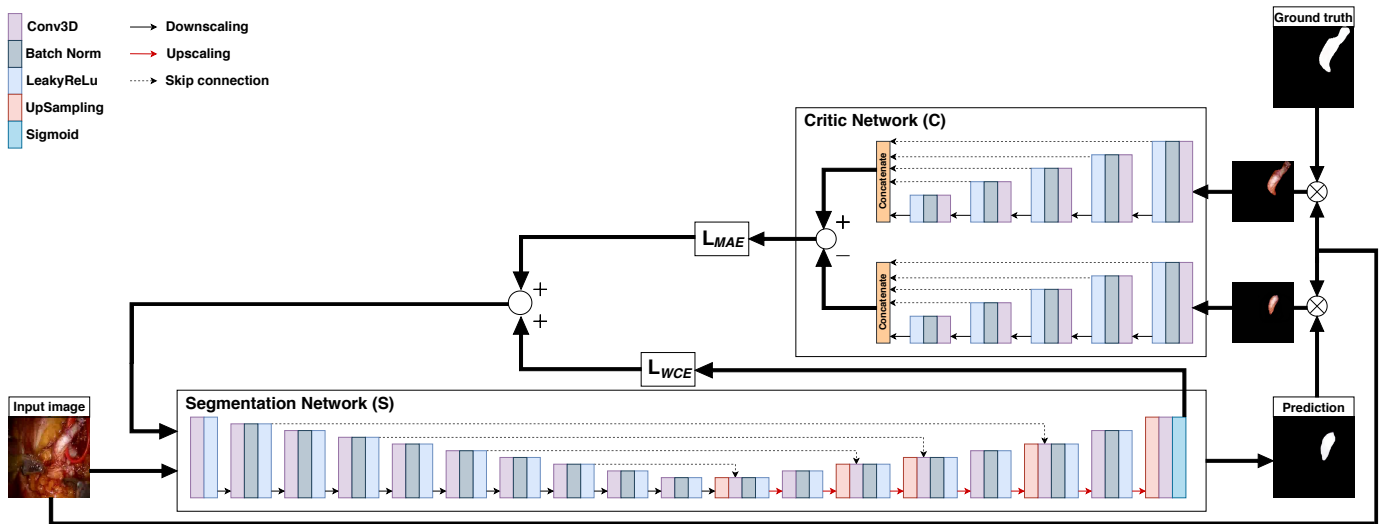 Conv3D
Batch Norm
LeakyReLu
UpSampling
Sigmoid
Downscaling
Upscaling
Skip connection
Ground truth
Critic Network (C)
Concatenate
+
−
Concatenate
L_MAE
+
+
L_WCE
Segmentation Network (S)
Input image
Prediction